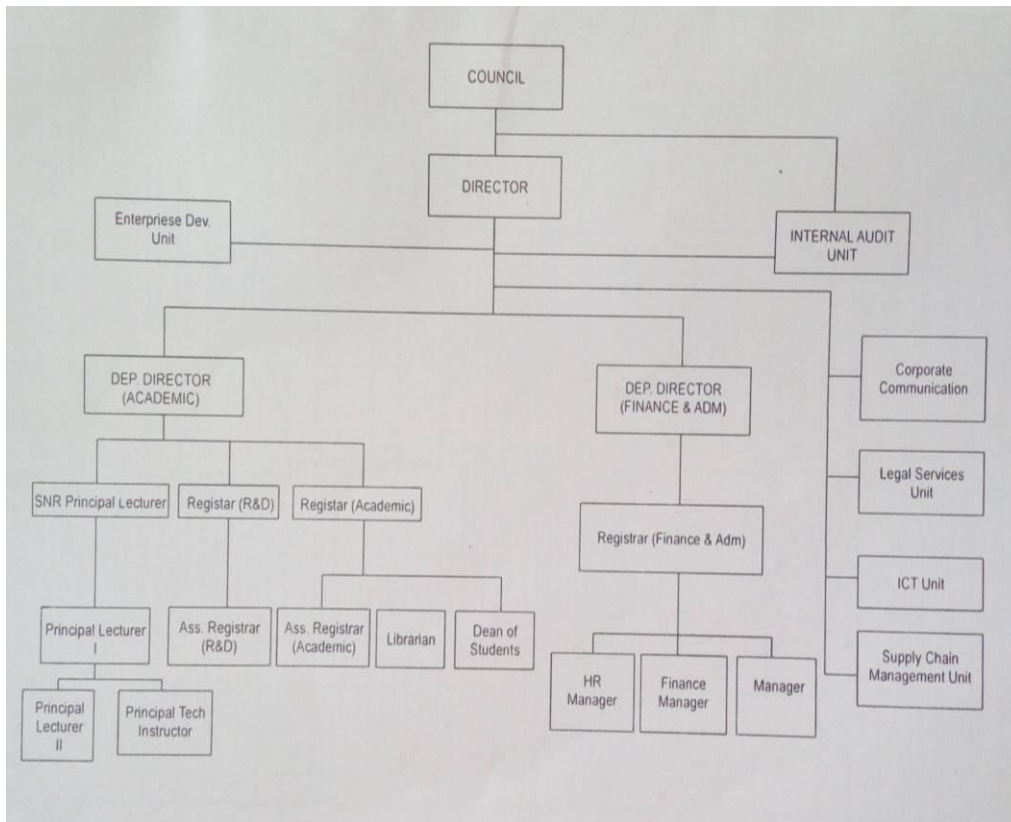 COUNCIL
DIRECTOR
Enterpriese Dev.
Unit
INTERNAL AUDIT
UNIT
DEP. DIRECTOR
(ACADEMIC)
DEP. DIRECTOR
(FINANCE & ADM)
Corporate
Communication
SNR Principal Lecturer
Registar (R&D)
Registar (Academic)
Legal Services
Unit
Registrar (Finance & Adm)
ICT Unit
Principal Lecturer
I
Ass. Registrar
(R&D)
Ass. Registrar
(Academic)
Librarian
Dean of
Students
Supply Chain
Management Unit
HR
Manager
Finance
Manager
Manager
Principal
Lecturer
II
Principal Tech
Instructor